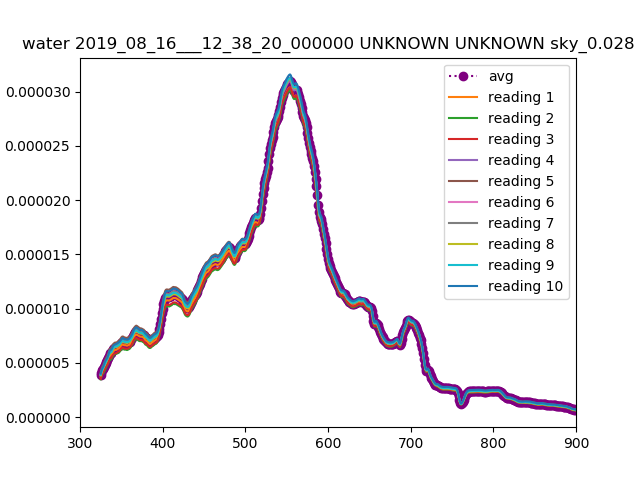 water 2019_08_16___12_38_20_000000 UNKNOWN UNKNOWN sky_0.028
0.000030
0.000025
0.000020
0.000015
0.000010
0.000005
0.000000
avg
reading 1
reading 2
reading 3
reading 4
reading 5
reading 6
reading 7
reading 8
reading 9
reading 10
300 400 500 600 700 800 900